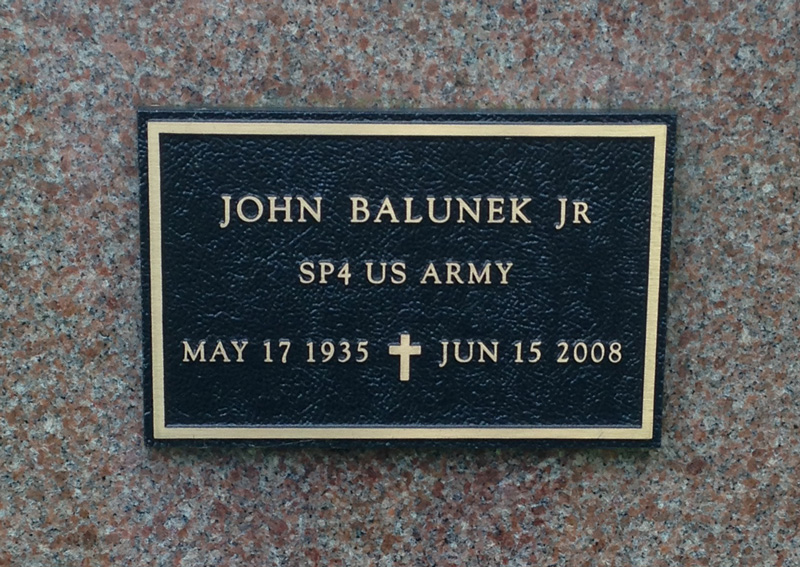 JOHN BALUNEK JR
SP4 US ARMY
MAY 17 1935 ✝ JUN 15 2008